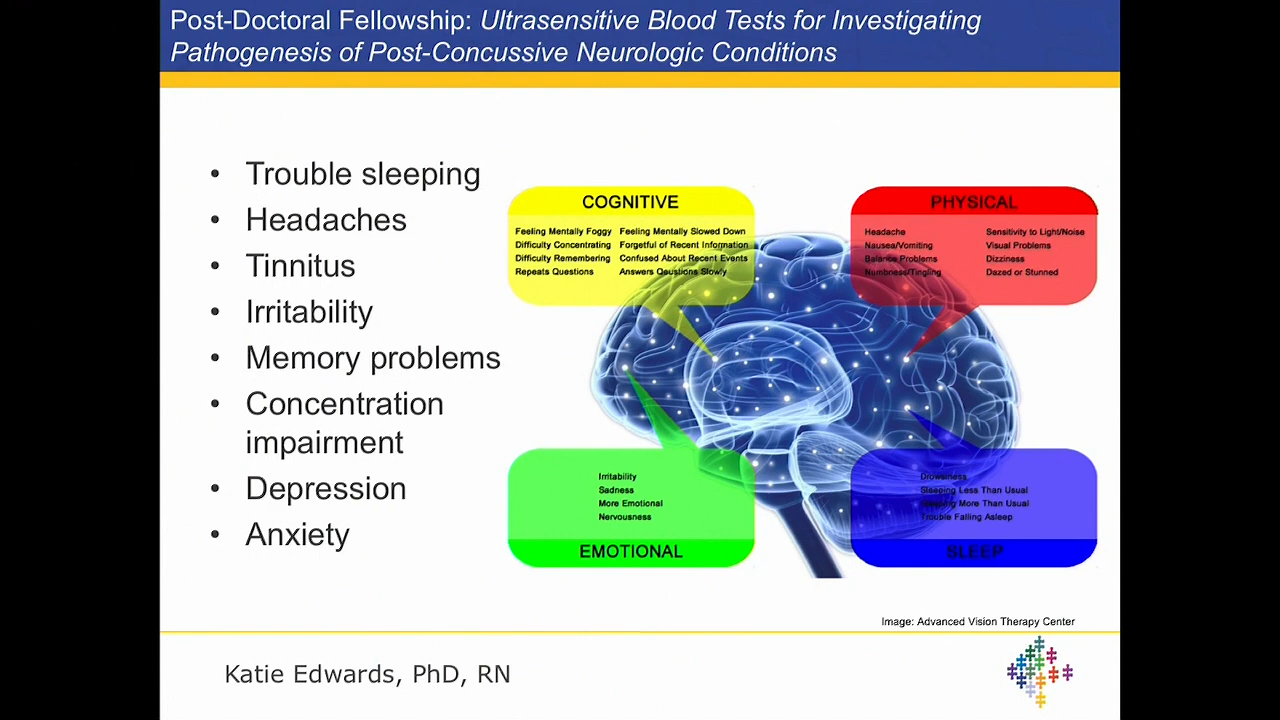 Post-Doctoral Fellowship: Ultrasensitive Blood Tests for Investigating
Pathogenesis of Post-Concussive Neurologic Conditions
• Trouble sleeping
• Headaches
• Tinnitus
• Irritability
• Memory problems
• Concentration
impairment
• Depression
• Anxiety
COGNITIVE
Feeling Mentally Foggy Feeling Mentally Slowed Down
Difficulty Concentrating Forgetful of Recent Information
Difficulty Remembering Confused About Recent Events
Repeats Questions Answers Qeustions Slowly
PHYSICAL
Headache Sensitivity to Light/Noise
Nausea/Vomiting Visual Problems
Balance Problems Dizziness
Numbness/Tingling Dazed or Stunned
Irritability
Sadness
More Emotional
Nervousness
EMOTIONAL
Drowsiness
Sleeping Less Than Usual
Sleeping More Than Usual
Trouble Falling Asleep
SLEEP
Image: Advanced Vision Therapy Center
Katie Edwards, PhD, RN